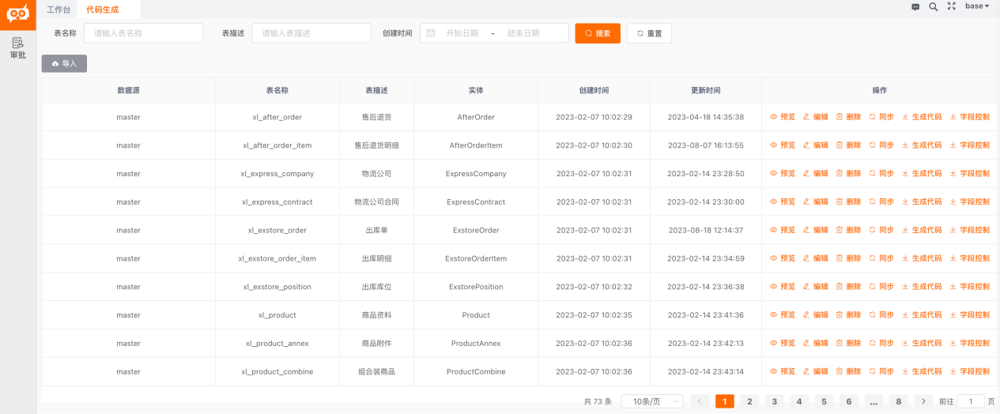 工作台 代码生成 base
审批
表名称 请输入表名称 表描述 请输入表描述 创建时间 开始日期 - 结束日期 搜索 重置
导入
数据源 表名称 表描述 实体 创建时间 更新时间 操作
master xl_after_order 售后退货 AfterOrder 2023-02-07 10:02:29 2023-04-18 14:35:38 预览 编辑 删除 同步 生成代码 字段控制
master xl_after_order_item 售后退货明细 AfterOrderItem 2023-02-07 10:02:30 2023-08-07 16:13:55 预览 编辑 删除 同步 生成代码 字段控制
master xl_express_company 物流公司 ExpressCompany 2023-02-07 10:02:31 2023-02-14 23:28:50 预览 编辑 删除 同步 生成代码 字段控制
master xl_express_contract 物流公司合同 ExpressContract 2023-02-07 10:02:31 2023-02-14 23:30:00 预览 编辑 删除 同步 生成代码 字段控制
master xl_exstore_order 出库单 ExstoreOrder 2023-02-07 10:02:31 2023-08-18 12:14:37 预览 编辑 删除 同步 生成代码 字段控制
master xl_exstore_order_item 出库明细 ExstoreOrderItem 2023-02-07 10:02:31 2023-02-14 23:34:59 预览 编辑 删除 同步 生成代码 字段控制
master xl_exstore_position 出库库位 ExstorePosition 2023-02-07 10:02:32 2023-02-14 23:36:38 预览 编辑 删除 同步 生成代码 字段控制
master xl_product 商品资料 Product 2023-02-07 10:02:35 2023-02-14 23:41:36 预览 编辑 删除 同步 生成代码 字段控制
master xl_product_annex 商品附件 ProductAnnex 2023-02-07 10:02:36 2023-02-14 23:42:13 预览 编辑 删除 同步 生成代码 字段控制
master xl_product_combine 组合装商品 ProductCombine 2023-02-07 10:02:36 2023-02-14 23:43:14 预览 编辑 删除 同步 生成代码 字段控制
共 73 条 10条/页 1 2 3 4 5 6 ... 8 前往 1 页